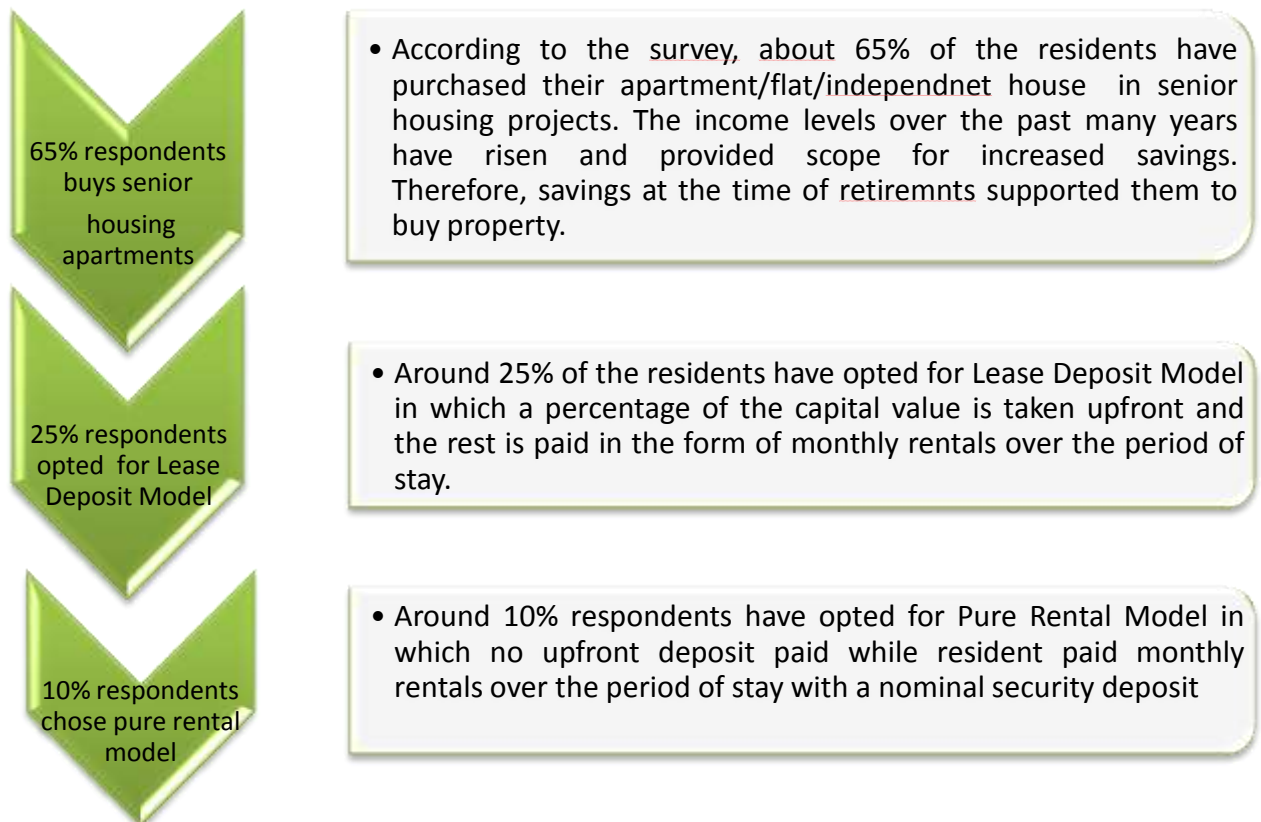 65% respondents
buys senior
housing
apartments
• According to the survey, about 65% of the residents have
purchased their apartment/flat/independnet house in senior
housing projects. The income levels over the past many years
have risen and provided scope for increased savings.
Therefore, savings at the time of retiremnts supported them to
buy property.
25% respondents
opted for Lease
Deposit Model
• Around 25% of the residents have opted for Lease Deposit Model
in which a percentage of the capital value is taken upfront and
the rest is paid in the form of monthly rentals over the period of
stay.
10% respondents
chose pure rental
model
• Around 10% respondents have opted for Pure Rental Model in
which no upfront deposit paid while resident paid monthly
rentals over the period of stay with a nominal security deposit